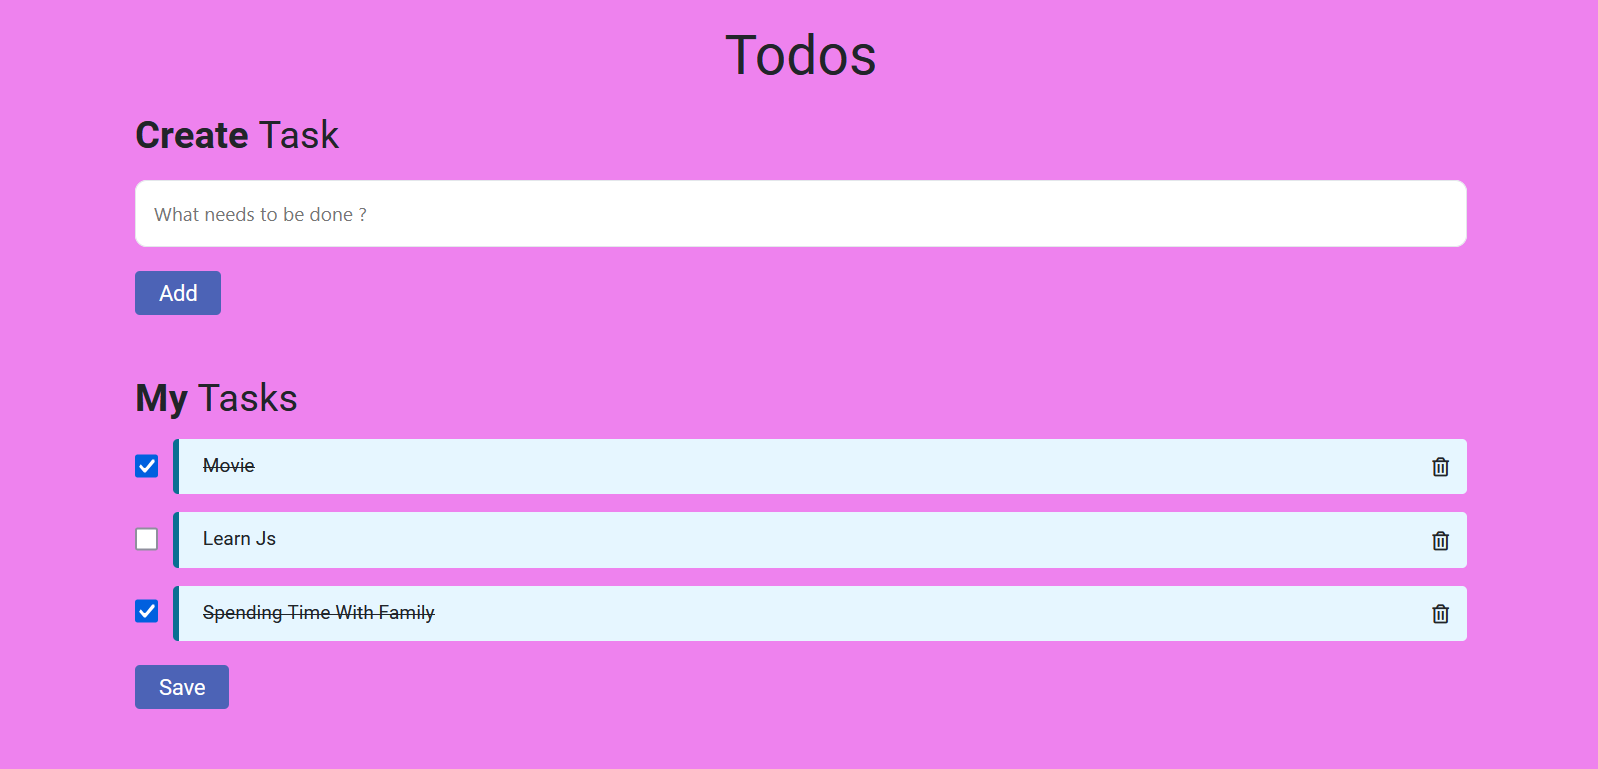 Todos
Create Task
What needs to be done ?
Add
My Tasks
Movie
Learn Js
Spending Time With Family
Save